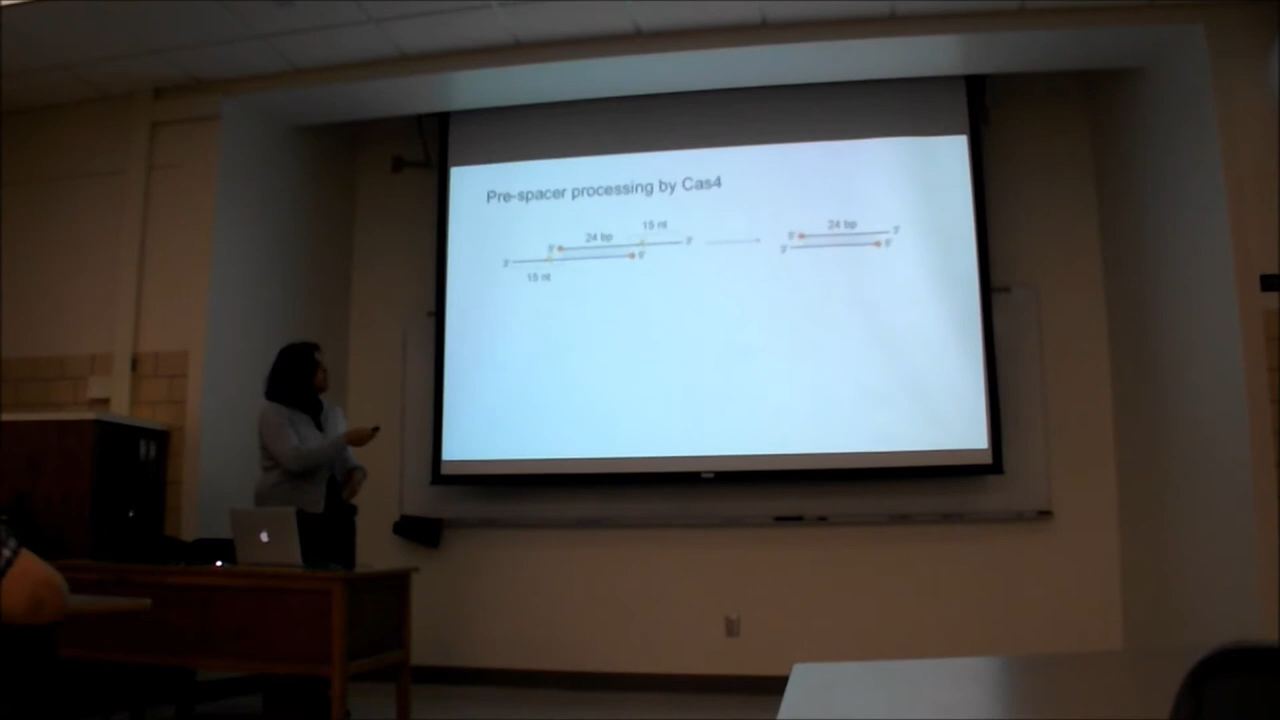 Pre-spacer processing by Cas4
15 nt
24 bp
5' 3'
3' 5'
15 nt
24 bp
5' 3'
3' 5'